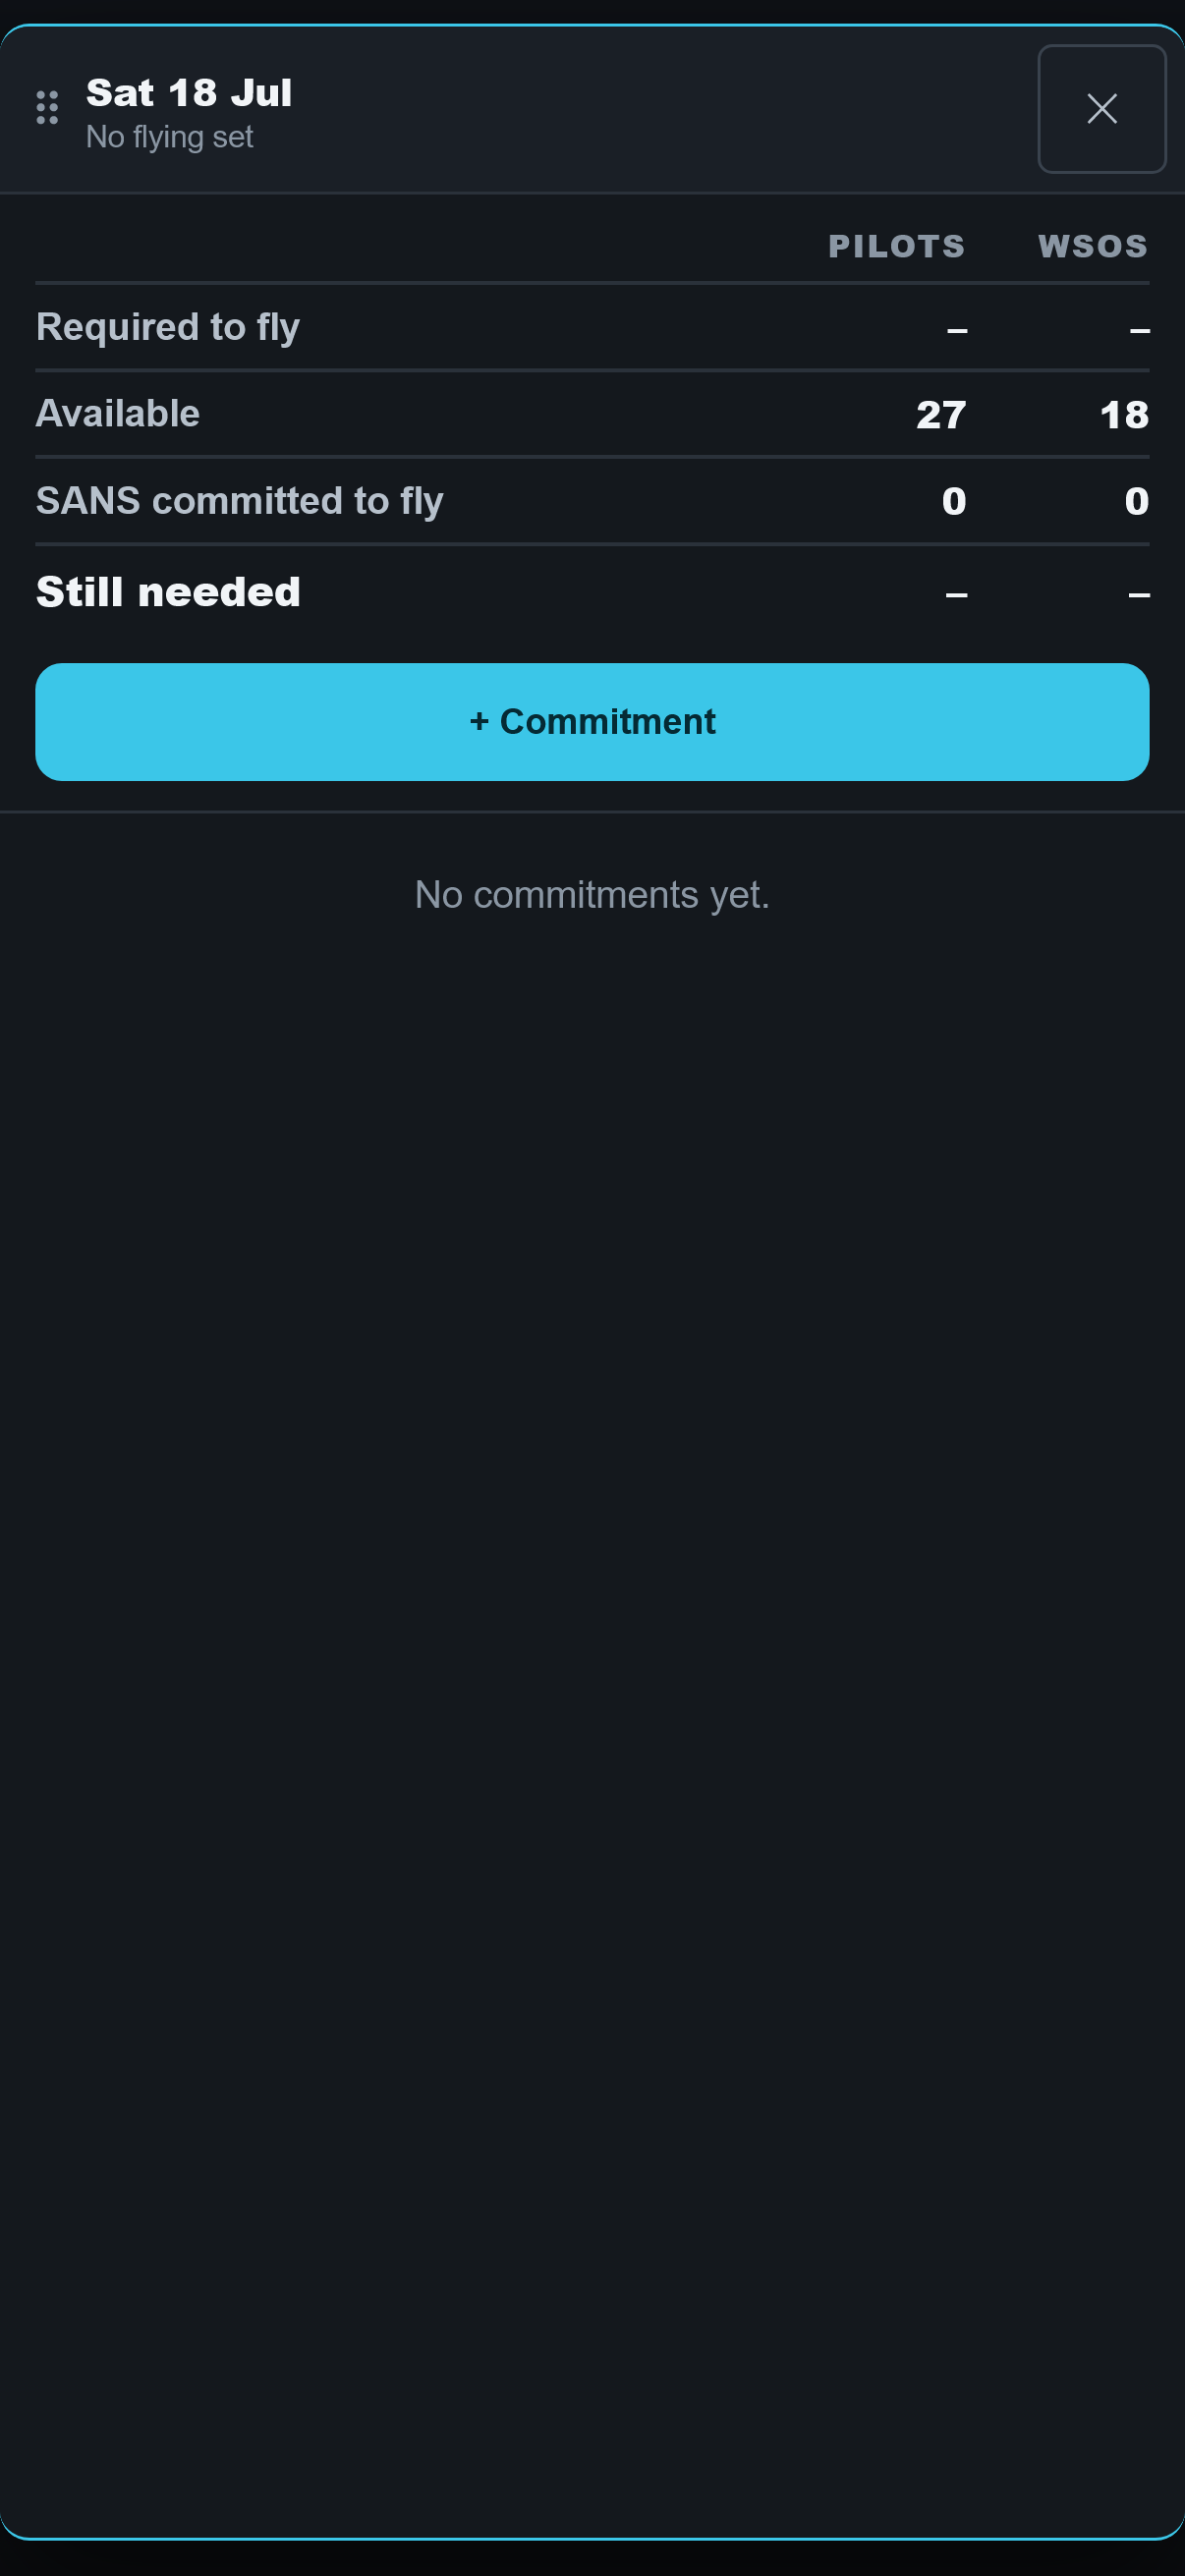 Sat 18 Jul
No flying set
PILOTS WSOS
Required to fly – –
Available 27 18
SANS committed to fly 0 0
Still needed – –
+ Commitment
No commitments yet.